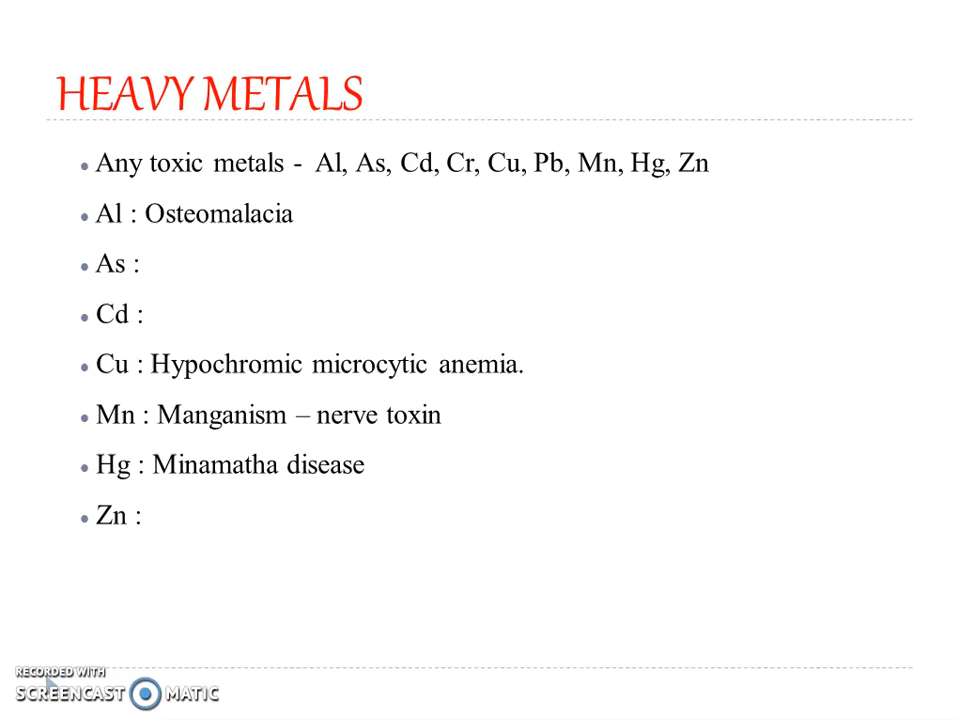 HEAVY METALS
Any toxic metals - Al, As, Cd, Cr, Cu, Pb, Mn, Hg, Zn
Al : Osteomalacia
As :
Cd :
Cu : Hypochromic microcytic anemia.
Mn : Manganism – nerve toxin
Hg : Minamatha disease
Zn :
RECORDED WITH
SCREENCAST MATIC